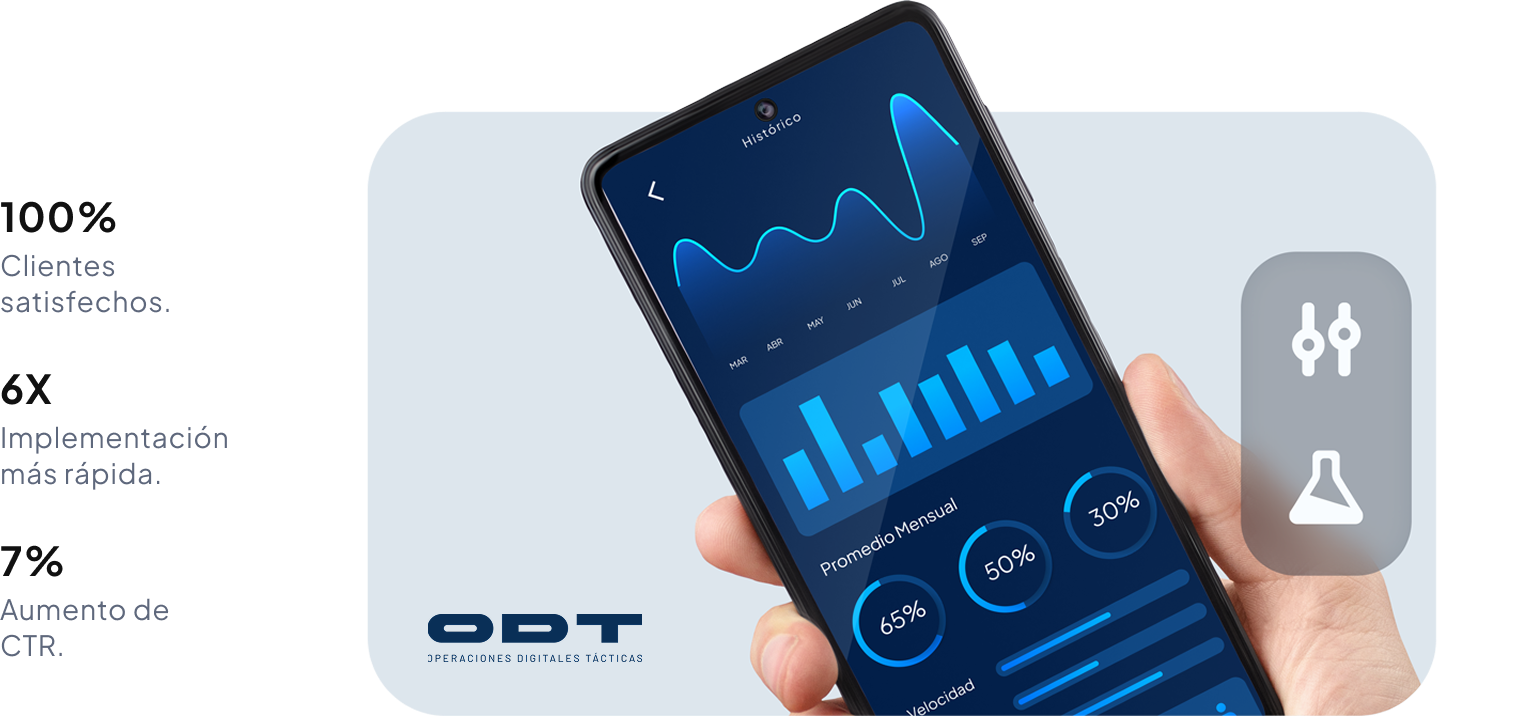 100%
Clientes
satisfechos.
6X
Implementación
más rápida.
7%
Aumento de
CTR.
Histórico
MAR
ABR
MAY
JUN
JUL
AGO
SEP
Promedio Mensual
65%
50%
30%
Velocidad
ODT
OPERACIONES DIGITALES TÁCTICAS